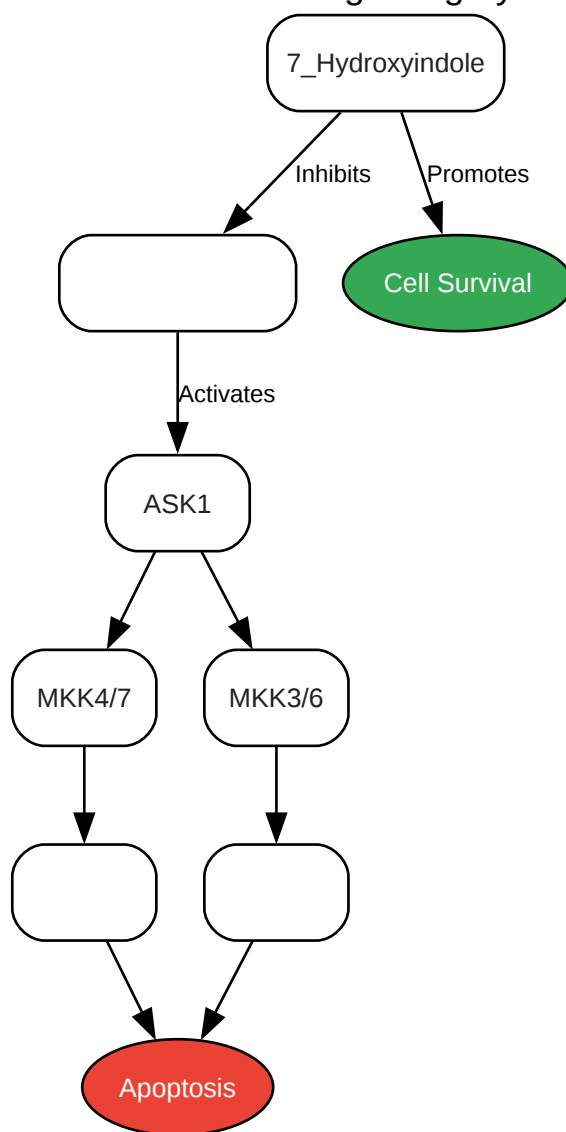 7_Hydroxyindole
Inhibits
Promotes
Cell Survival
Activates
ASK1
MKK4/7
MKK3/6
Apoptosis